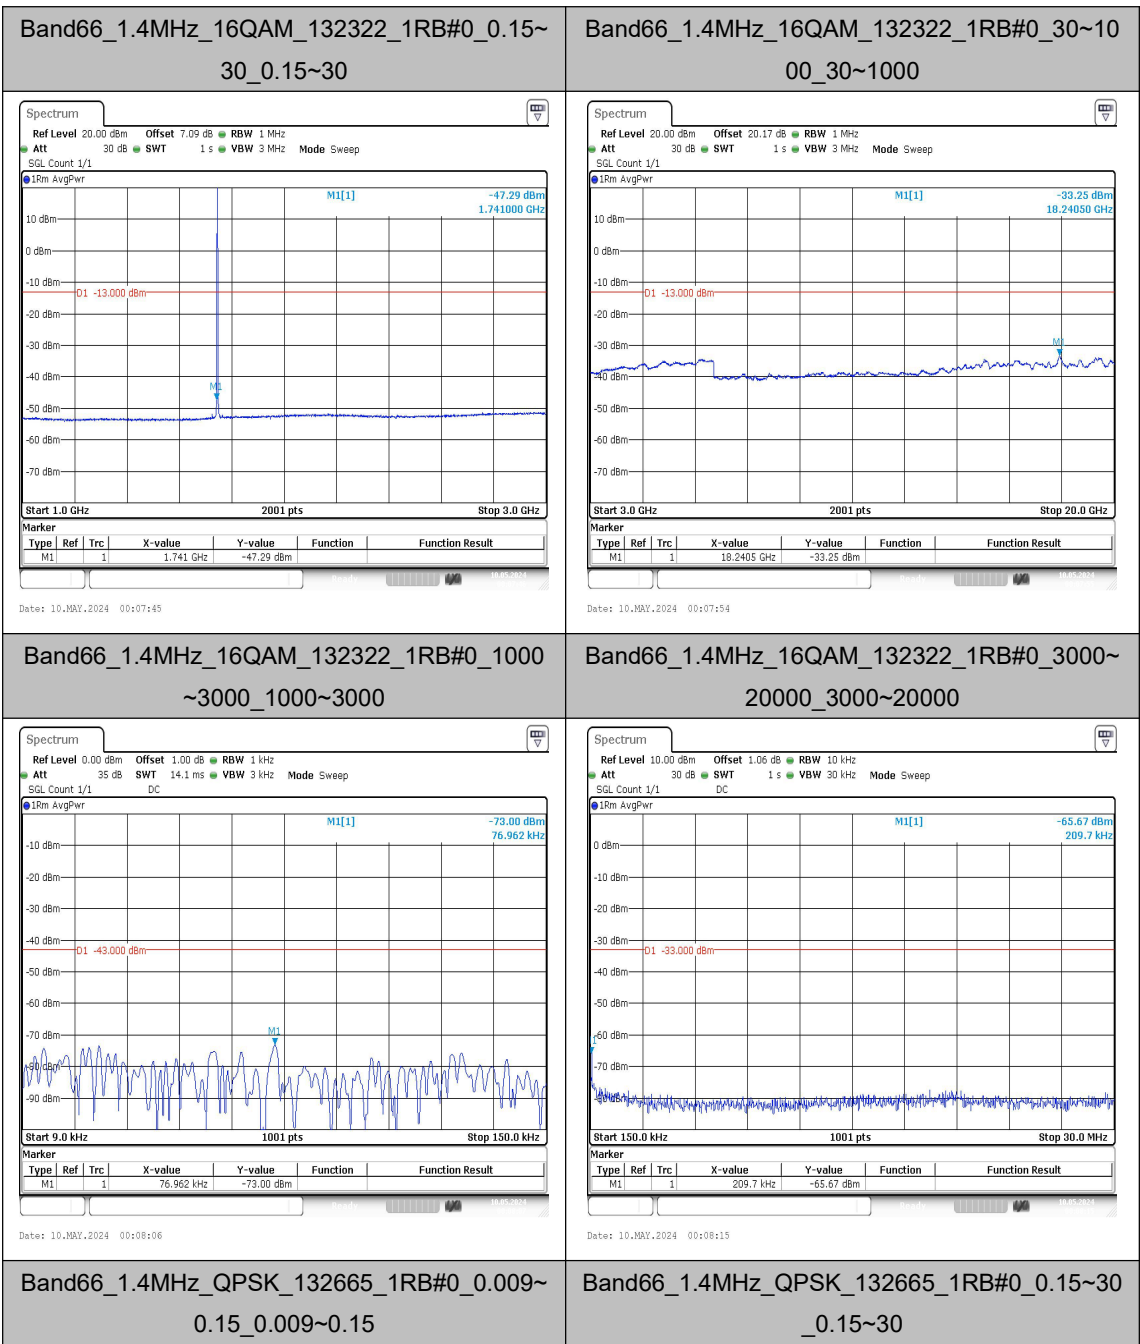 Band66_1.4MHz_16QAM_132322_1RB#0_0.15~
30_0.15~30
Band66_1.4MHz_16QAM_132322_1RB#0_30~10
00_30~1000
Spectrum
Ref Level 20.00 dBm Offset 7.09 dB RBW 1 MHz
Att 30 dB SWT 1 s VBW 3 MHz Mode Sweep
SGL Count 1/1
1Rm AvgPwr
M1[1] -47.29 dBm
1.741000 GHz
10 dBm
0 dBm
-10 dBm
D1 -13.000 dBm
-20 dBm
-30 dBm
-40 dBm
M1
-50 dBm
-60 dBm
-70 dBm
Start 1.0 GHz 2001 pts Stop 3.0 GHz
Marker
Type Ref Trc X-value Y-value Function Function Result
M1 1 1.741 GHz -47.29 dBm
10.05.2024
Date: 10.MAY.2024 00:07:45
Spectrum
Ref Level 20.00 dBm Offset 20.17 dB RBW 1 MHz
Att 30 dB SWT 1 s VBW 3 MHz Mode Sweep
SGL Count 1/1
1Rm AvgPwr
M1[1] -33.25 dBm
18.24050 GHz
10 dBm
0 dBm
-10 dBm
D1 -13.000 dBm
-20 dBm
-30 dBm
M1
-40 dBm
-50 dBm
-60 dBm
-70 dBm
Start 3.0 GHz 2001 pts Stop 20.0 GHz
Marker
Type Ref Trc X-value Y-value Function Function Result
M1 1 18.2405 GHz -33.25 dBm
10.05.2024
Date: 10.MAY.2024 00:07:54
Band66_1.4MHz_16QAM_132322_1RB#0_1000
~3000_1000~3000
Band66_1.4MHz_16QAM_132322_1RB#0_3000~
20000_3000~20000
Spectrum
Ref Level 0.00 dBm Offset 1.00 dB RBW 1 kHz
Att 35 dB SWT 14.1 ms VBW 3 kHz Mode Sweep
SGL Count 1/1 DC
1Rm AvgPwr
M1[1] -73.00 dBm
76.962 kHz
-10 dBm
-20 dBm
-30 dBm
-40 dBm
D1 -43.000 dBm
-50 dBm
-60 dBm
-70 dBm
M1
-80 dBm
-90 dBm
Start 9.0 kHz 1001 pts Stop 150.0 kHz
Marker
Type Ref Trc X-value Y-value Function Function Result
M1 1 76.962 kHz -73.00 dBm
10.05.2024
Date: 10.MAY.2024 00:08:06
Spectrum
Ref Level 10.00 dBm Offset 1.06 dB RBW 10 kHz
Att 30 dB SWT 1 s VBW 30 kHz Mode Sweep
SGL Count 1/1 DC
1Rm AvgPwr
M1[1] -65.67 dBm
209.7 kHz
0 dBm
-10 dBm
-20 dBm
-30 dBm
D1 -33.000 dBm
-40 dBm
-50 dBm
-60 dBm
-70 dBm
-80 dBm
Start 150.0 kHz 1001 pts Stop 30.0 MHz
Marker
Type Ref Trc X-value Y-value Function Function Result
M1 1 209.7 kHz -65.67 dBm
10.05.2024
Date: 10.MAY.2024 00:08:15
Band66_1.4MHz_QPSK_132665_1RB#0_0.009~
0.15_0.009~0.15
Band66_1.4MHz_QPSK_132665_1RB#0_0.15~30
_0.15~30